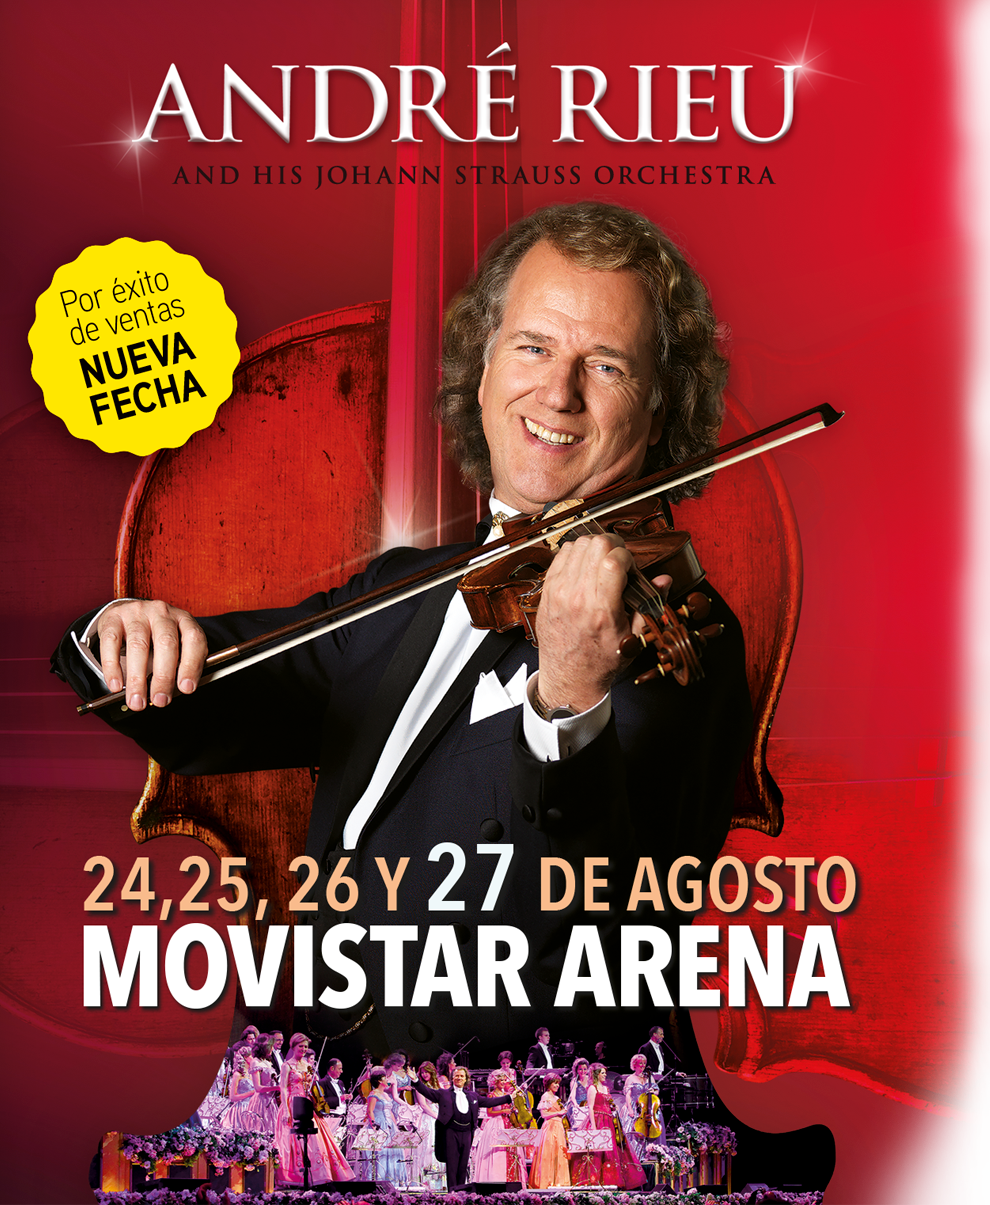 ANDRÉ RIEU
AND HIS JOHANN STRAUSS ORCHESTRA
Por éxito
de ventas
NUEVA
FECHA
24,25, 26 Y 27 DE AGOSTO
MOVISTAR ARENA